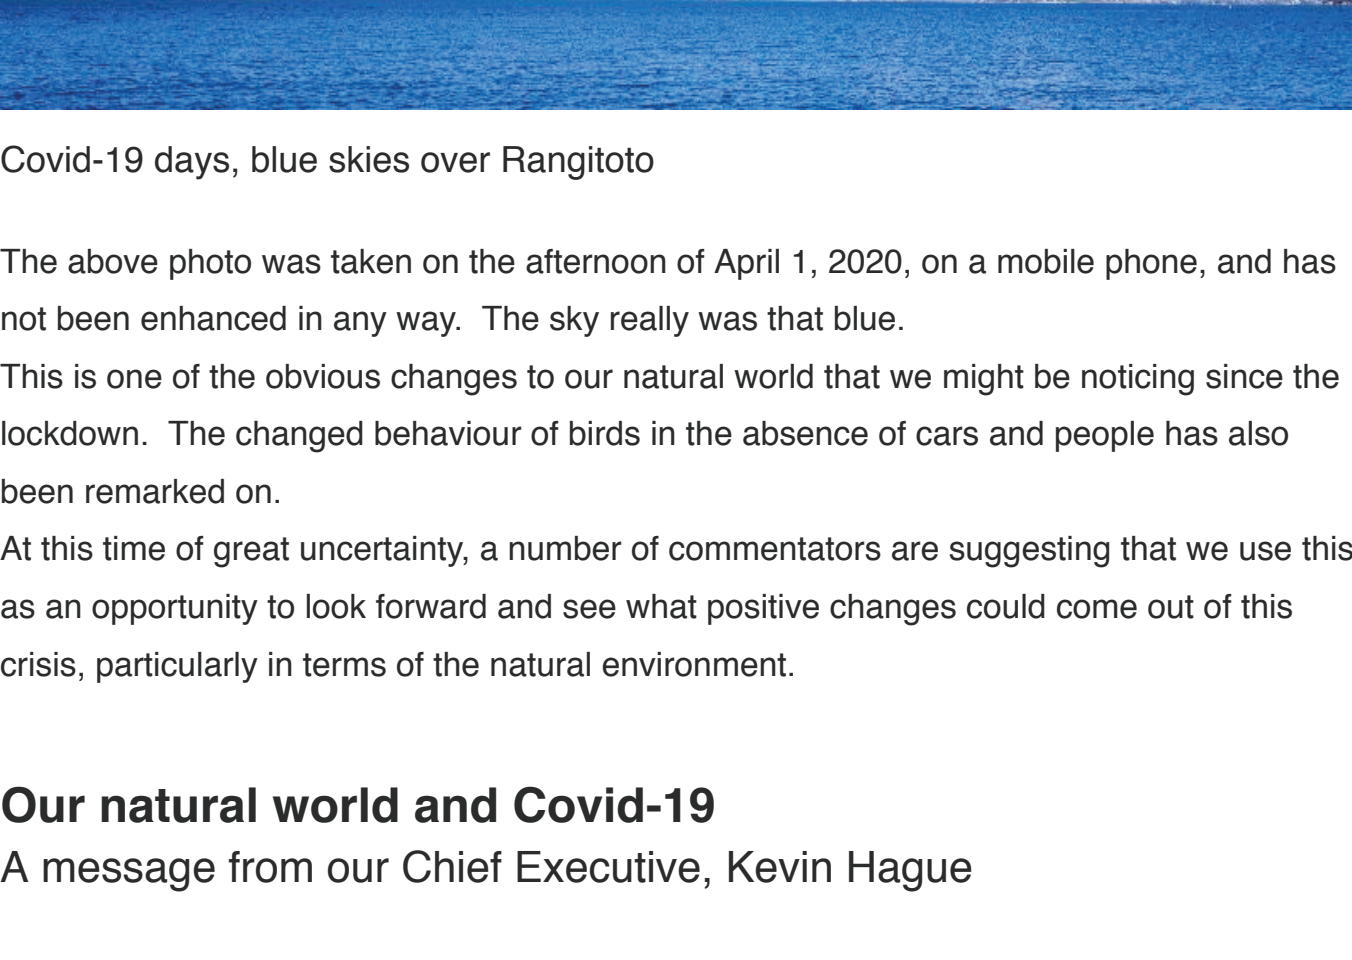 Covid-19 days, blue skies over Rangitoto
The above photo was taken on the afternoon of April 1, 2020, on a mobile phone, and has
not been enhanced in any way.  The sky really was that blue.
This is one of the obvious changes to our natural world that we might be noticing since the
lockdown.  The changed behaviour of birds in the absence of cars and people has also
been remarked on.
At this time of great uncertainty, a number of commentators are suggesting that we use this
as an opportunity to look forward and see what positive changes could come out of this
crisis, particularly in terms of the natural environment.
Our natural world and Covid-19
A message from our Chief Executive, Kevin Hague